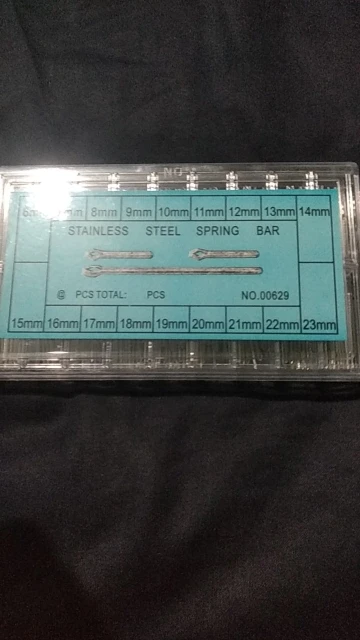 8mm 9mm 10mm 11mm 12mm 13mm 14mm
STAINLESS STEEL SPRING BAR
@ PCS TOTAL: PCS NO.00629
15mm 16mm 17mm 18mm 19mm 20mm 21mm 22mm 23mm